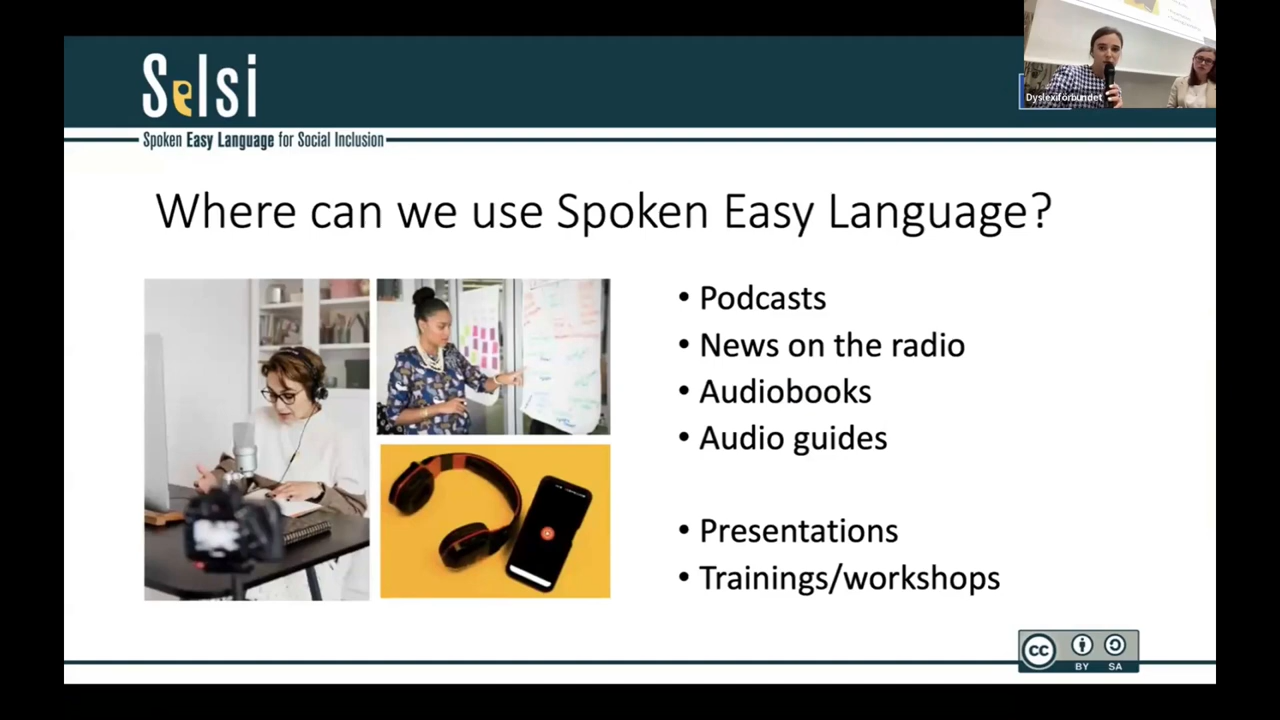 Selsi
Spoken Easy Language for Social Inclusion
Dyslexiförbundet
Where can we use Spoken Easy Language?
• Podcasts
• News on the radio
• Audiobooks
• Audio guides
• Presentations
• Trainings/workshops
CC BY SA